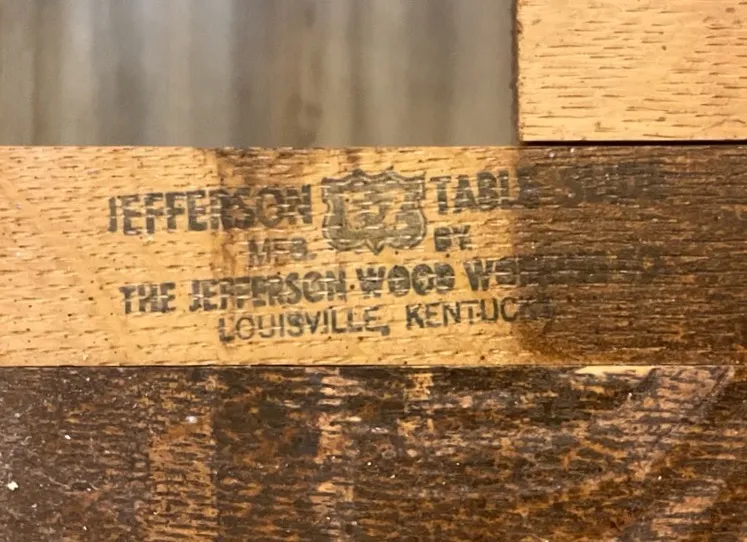 JEFFERSON TABLE
MFG. BY
THE JEFFERSON WOOD
LOUISVILLE, KENTUCKY